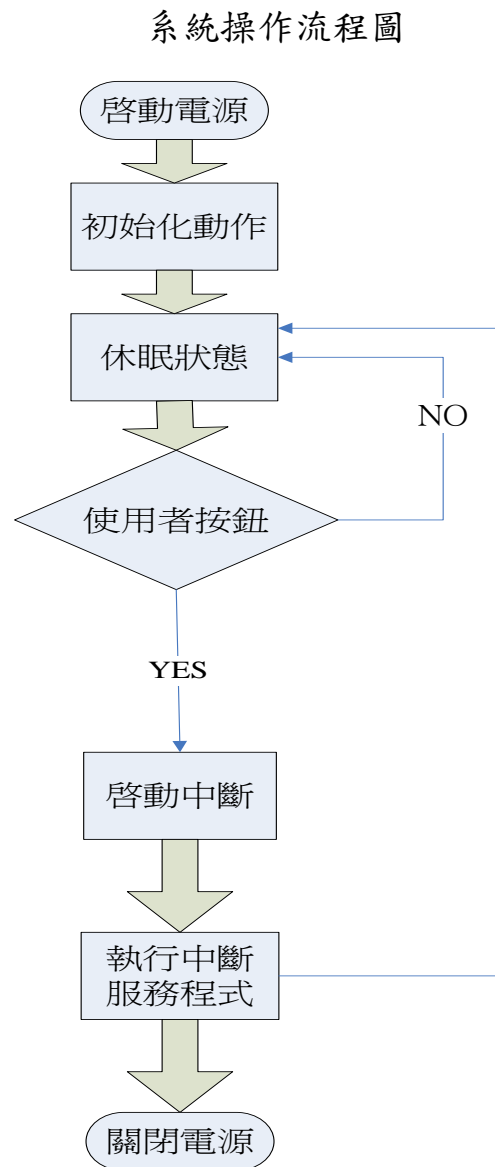 系統操作流程圖
啓動電源
初始化動作
休眠狀態
NO
使用者按鈕
YES
啓動中斷
執行中斷
服務程式
關閉電源